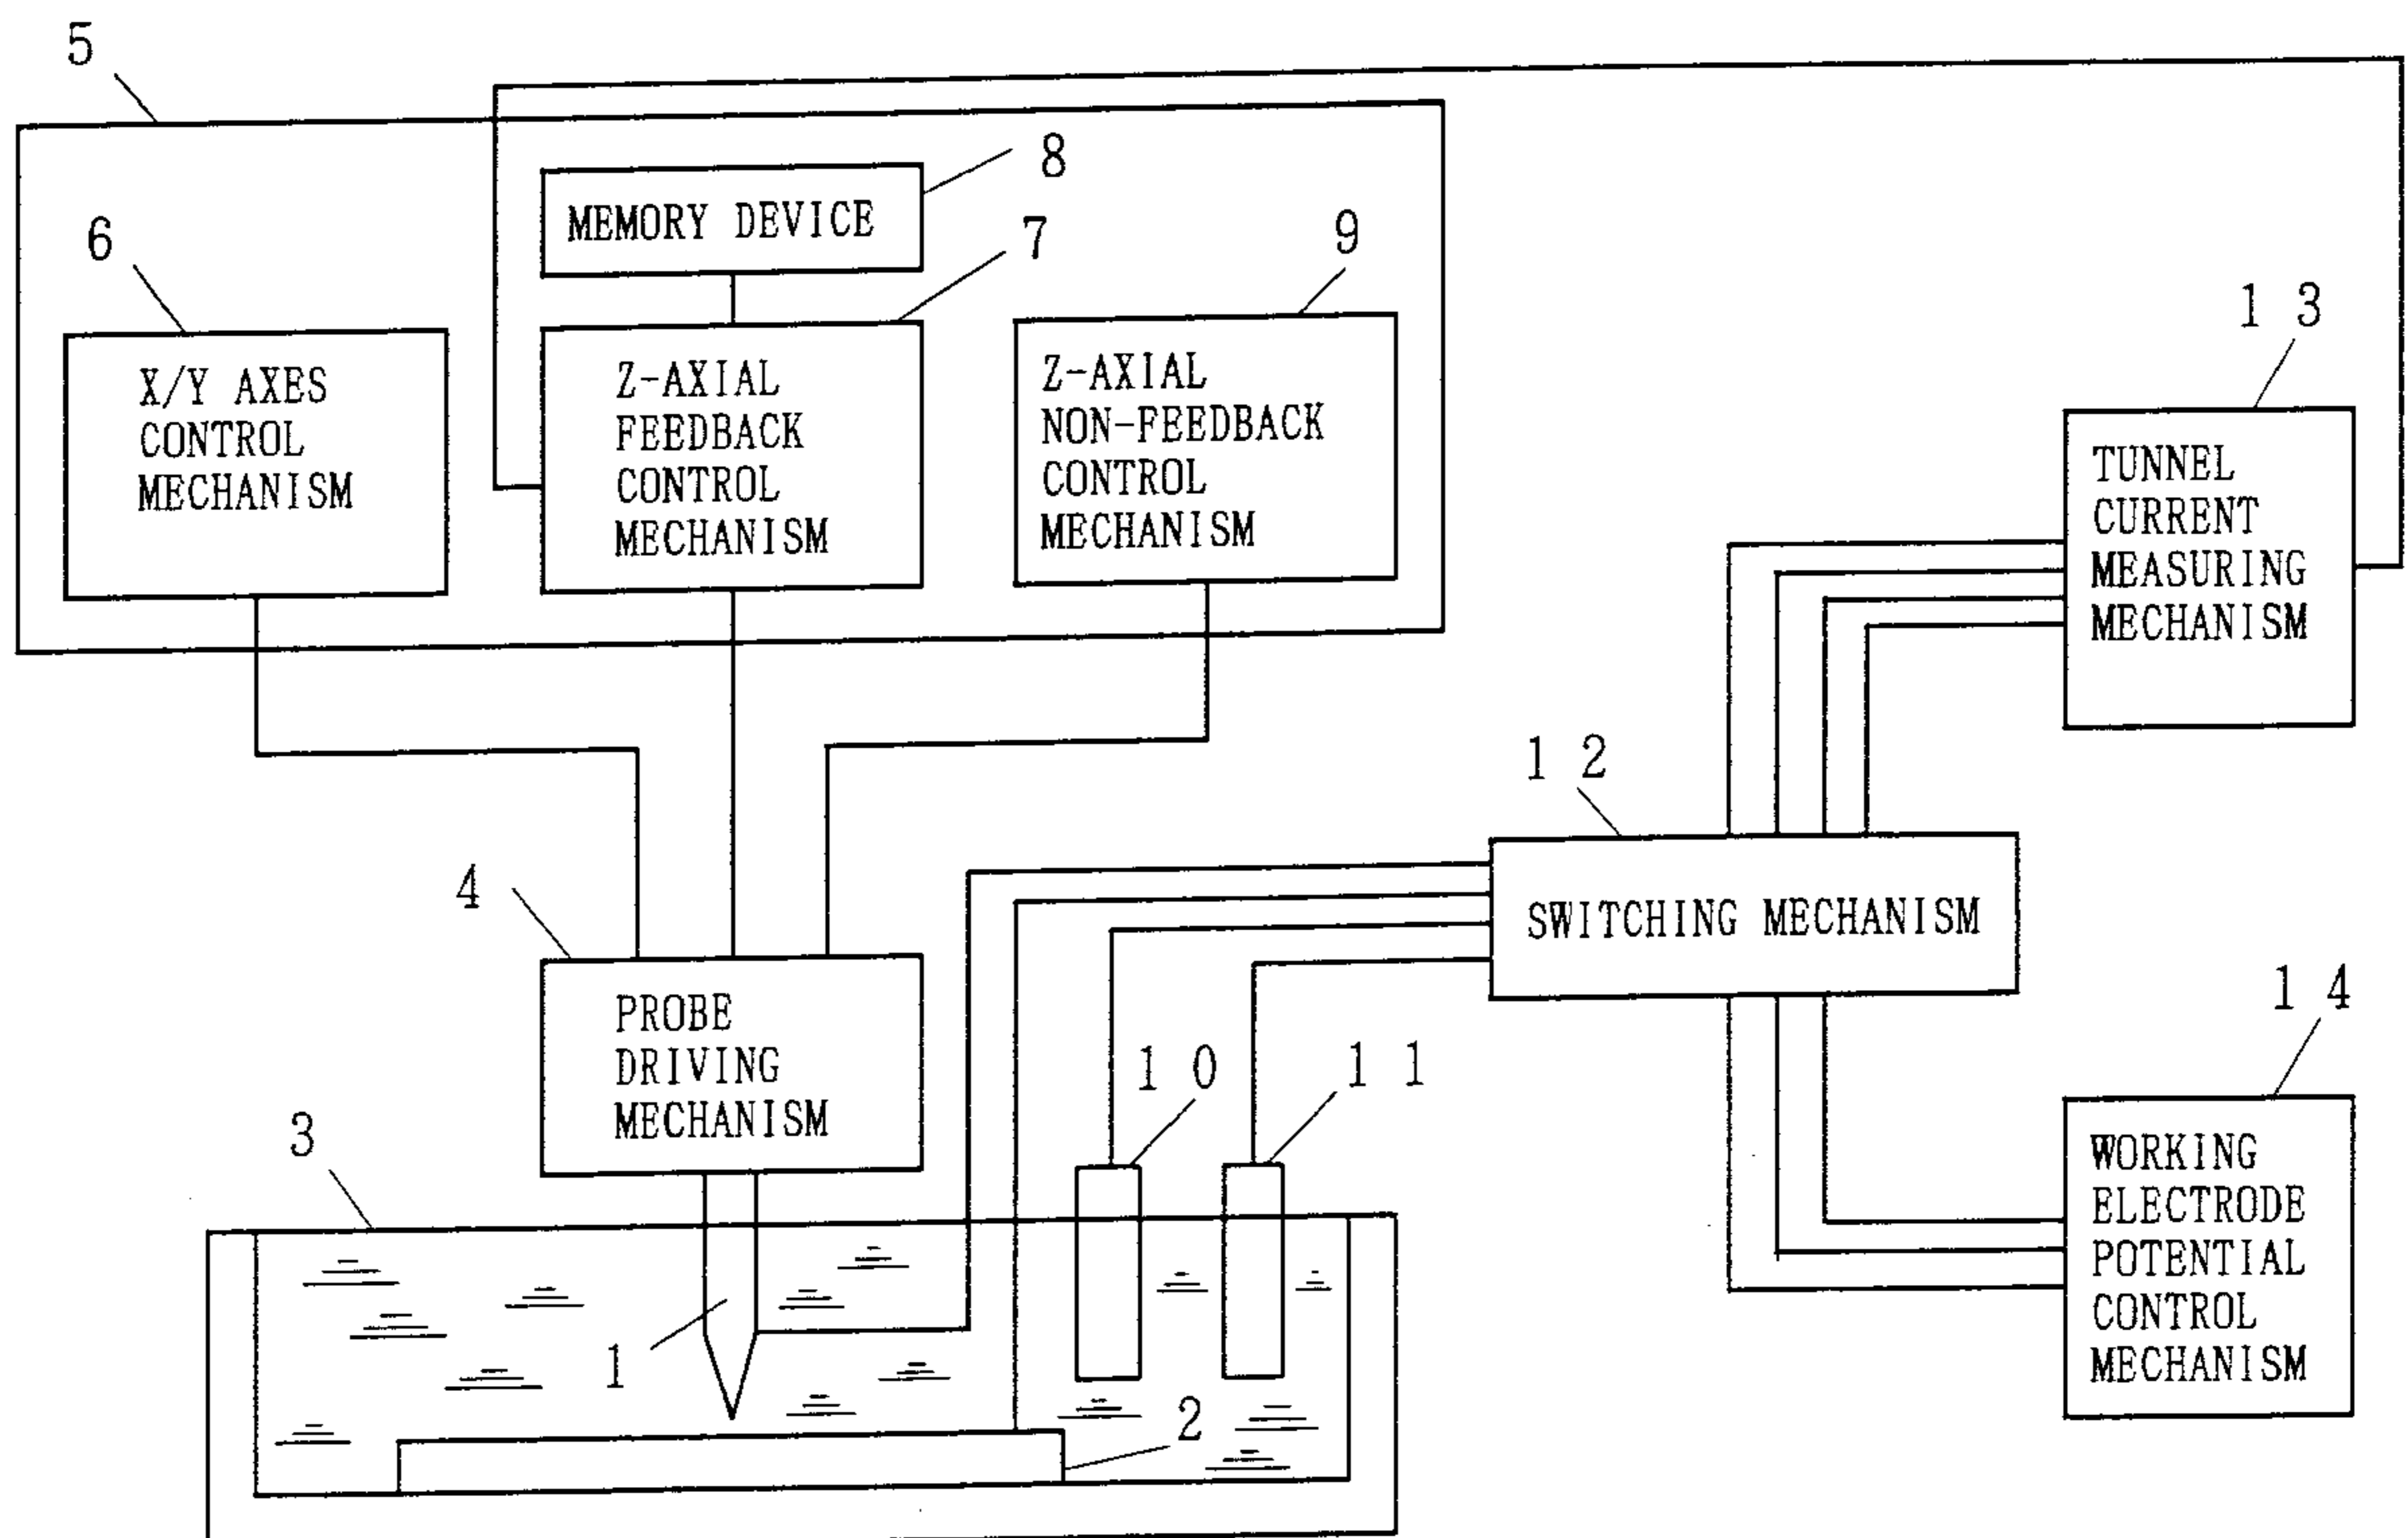 5
8
MEMORY DEVICE
6
7
9
X/Y AXES
CONTROL
MECHANISM
Z-AXIAL
FEEDBACK
CONTROL
MECHANISM
Z-AXIAL
NON-FEEDBACK
CONTROL
MECHANISM
1 3
TUNNEL
CURRENT
MEASURING
MECHANISM
1 2
SWITCHING MECHANISM
4
PROBE
DRIVING
MECHANISM
1 0
1 1
1 4
WORKING
ELECTRODE
POTENTIAL
CONTROL
MECHANISM
3
1
2